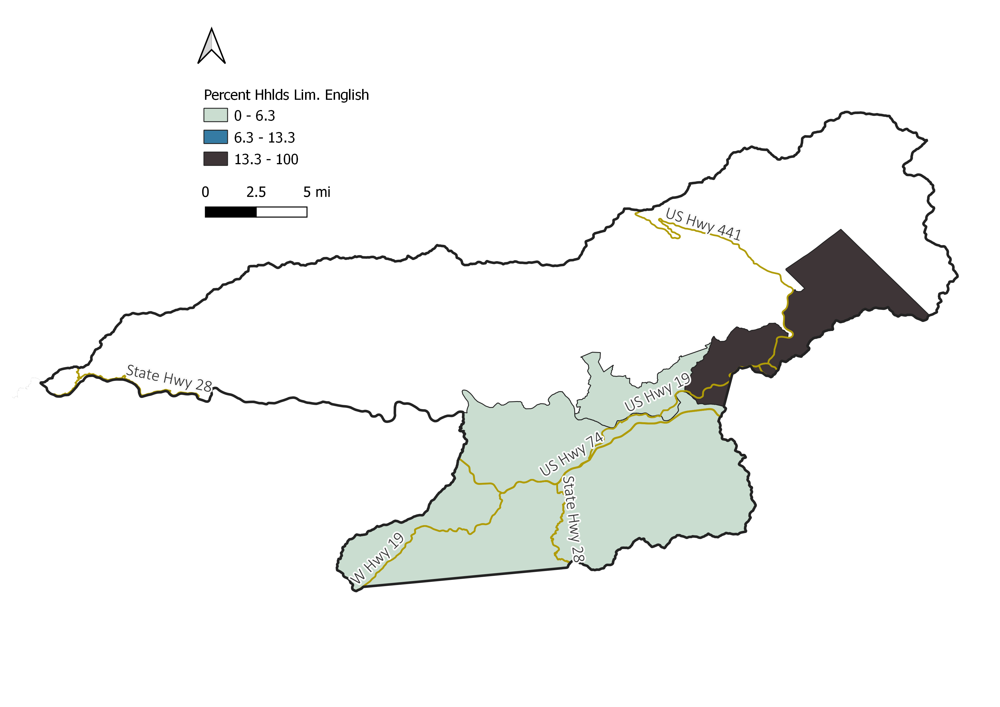 Percent Hhlds Lim. English
0 - 6.3
6.3 - 13.3
13.3 - 100
0 2.5 5 mi
US Hwy 441
State Hwy 28
US Hwy 19
US Hwy 74
State Hwy 28
W Hwy 19